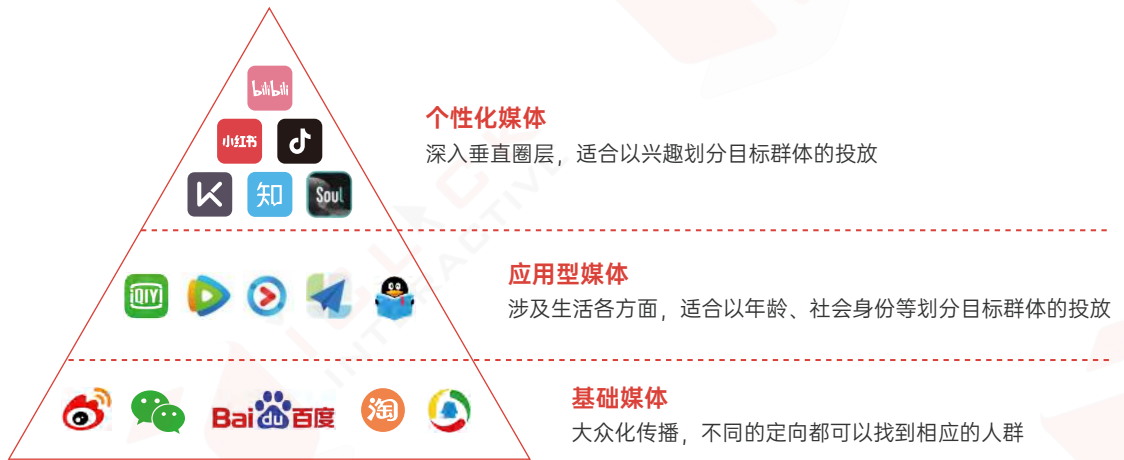 bilibili
个性化媒体
小红书
深入垂直圈层，适合以兴趣划分目标群体的投放
知
Soul
应用型媒体
iQIYI
涉及生活各方面，适合以年龄、社会身份等划分目标群体的投放
基础媒体
Bai du 百度
淘
大众化传播，不同的定向都可以找到相应的人群